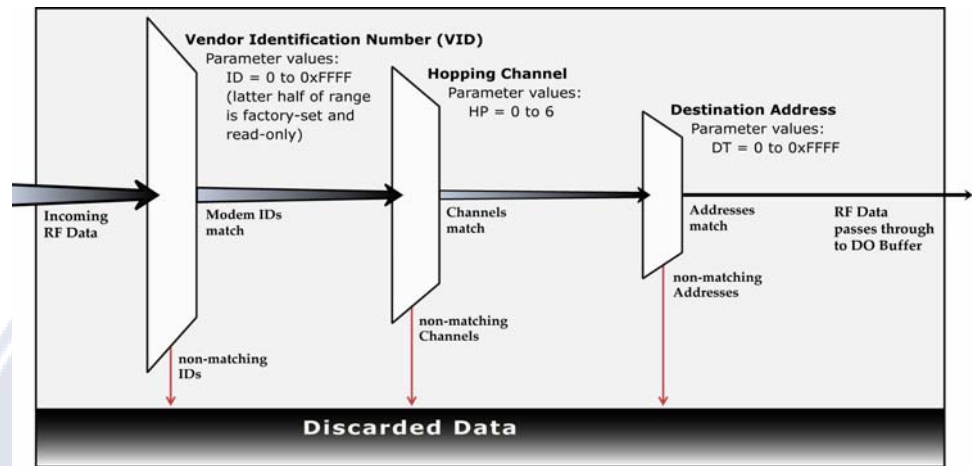 Vendor Identification Number (VID)
Parameter values:
ID = 0 to 0xFFFF
(latter half of range
is factory-set and
read-only)
Hopping Channel
Parameter values:
HP = 0 to 6
Destination Address
Parameter values:
DT = 0 to 0xFFFF
Incoming
RF Data
Modem IDs
match
Channels
match
Addresses
match
RF Data
passes through
to DO Buffer
non-matching
IDs
non-matching
Channels
non-matching
Addresses
Discarded Data